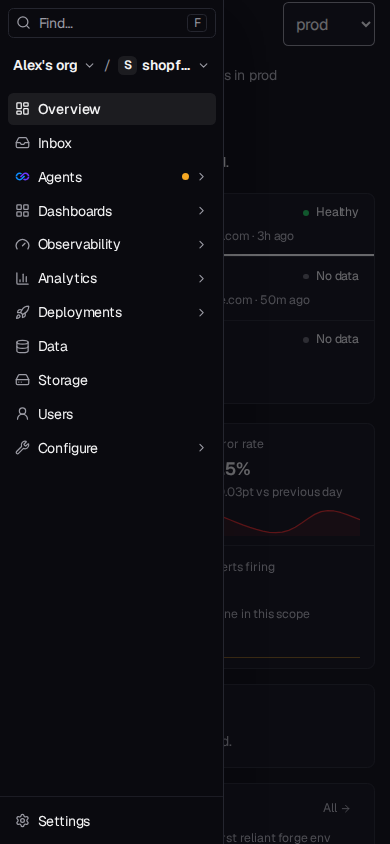 Find... F
prod
Alex's org / S shopf...
s in prod
Overview
Inbox
Agents
Dashboards
Healthy
.com · 3h ago
Observability
Analytics
No data
e.com · 50m ago
Deployments
Data
No data
Storage
Users
Configure
ror rate
5%
0.03pt vs previous day
erts firing
ne in this scope
d.
All →
Settings
rst reliant forge env